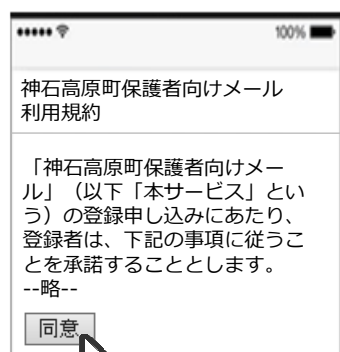 100%
神石高原町保護者向けメール
利用規約
「神石高原町保護者向けメー
ル」（以下「本サービス」とい
う）の登録申し込みにあたり、
登録者は、下記の事項に従うこ
とを承諾することとします。
--略--
同意